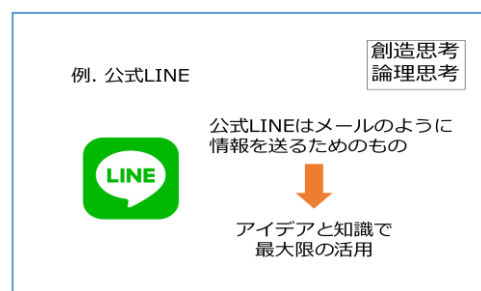 創造思考
論理思考
例. 公式LINE
公式LINEはメールのように
情報を送るためのもの
LINE
アイデアと知識で
最大限の活用